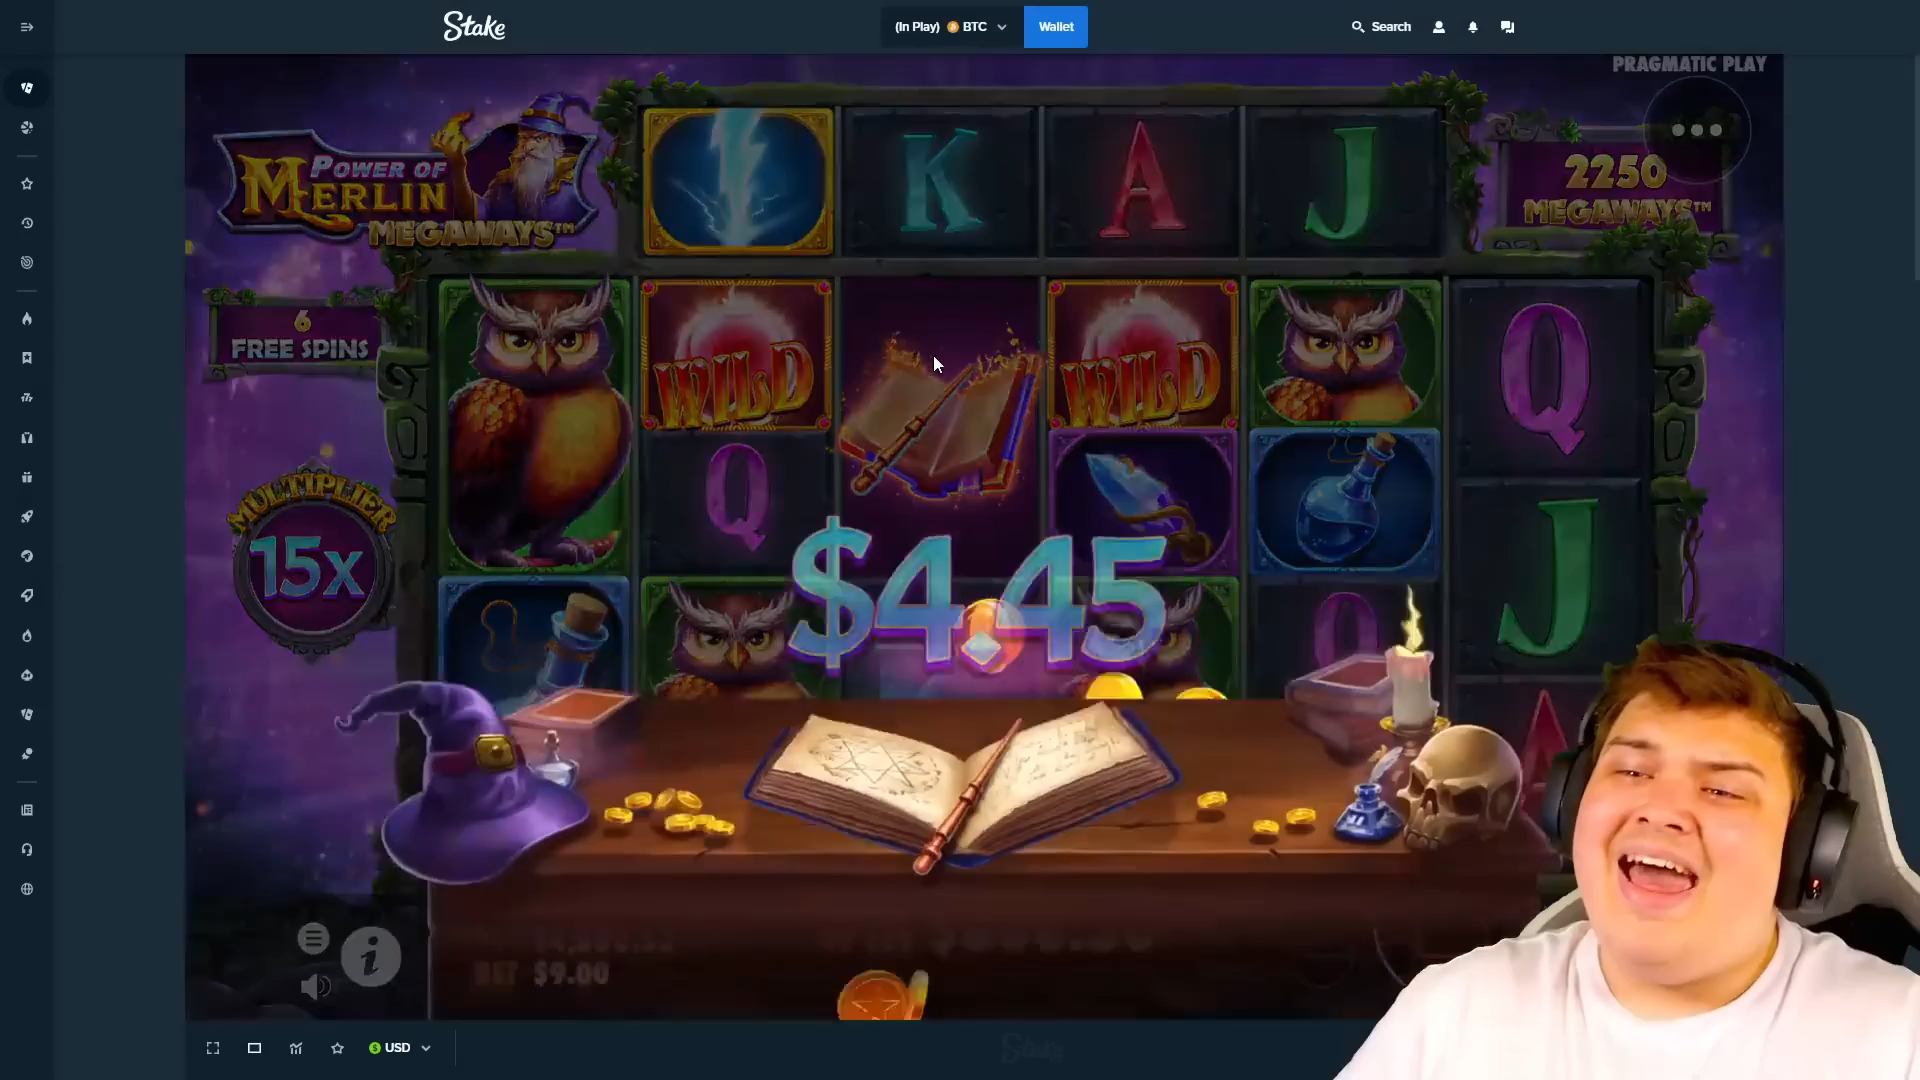 Stake
(In Play) BTC
Wallet
Search
PRAGMATIC PLAY
POWER OF
MERLIN
MEGAWAYS™
K
A
J
2250
MEGAWAYS™
6
FREE SPINS
WILD
WILD
Q
Q
MULTIPLIER
15x
$4.45
J
Q
A
BET $9.00
USD
Stake